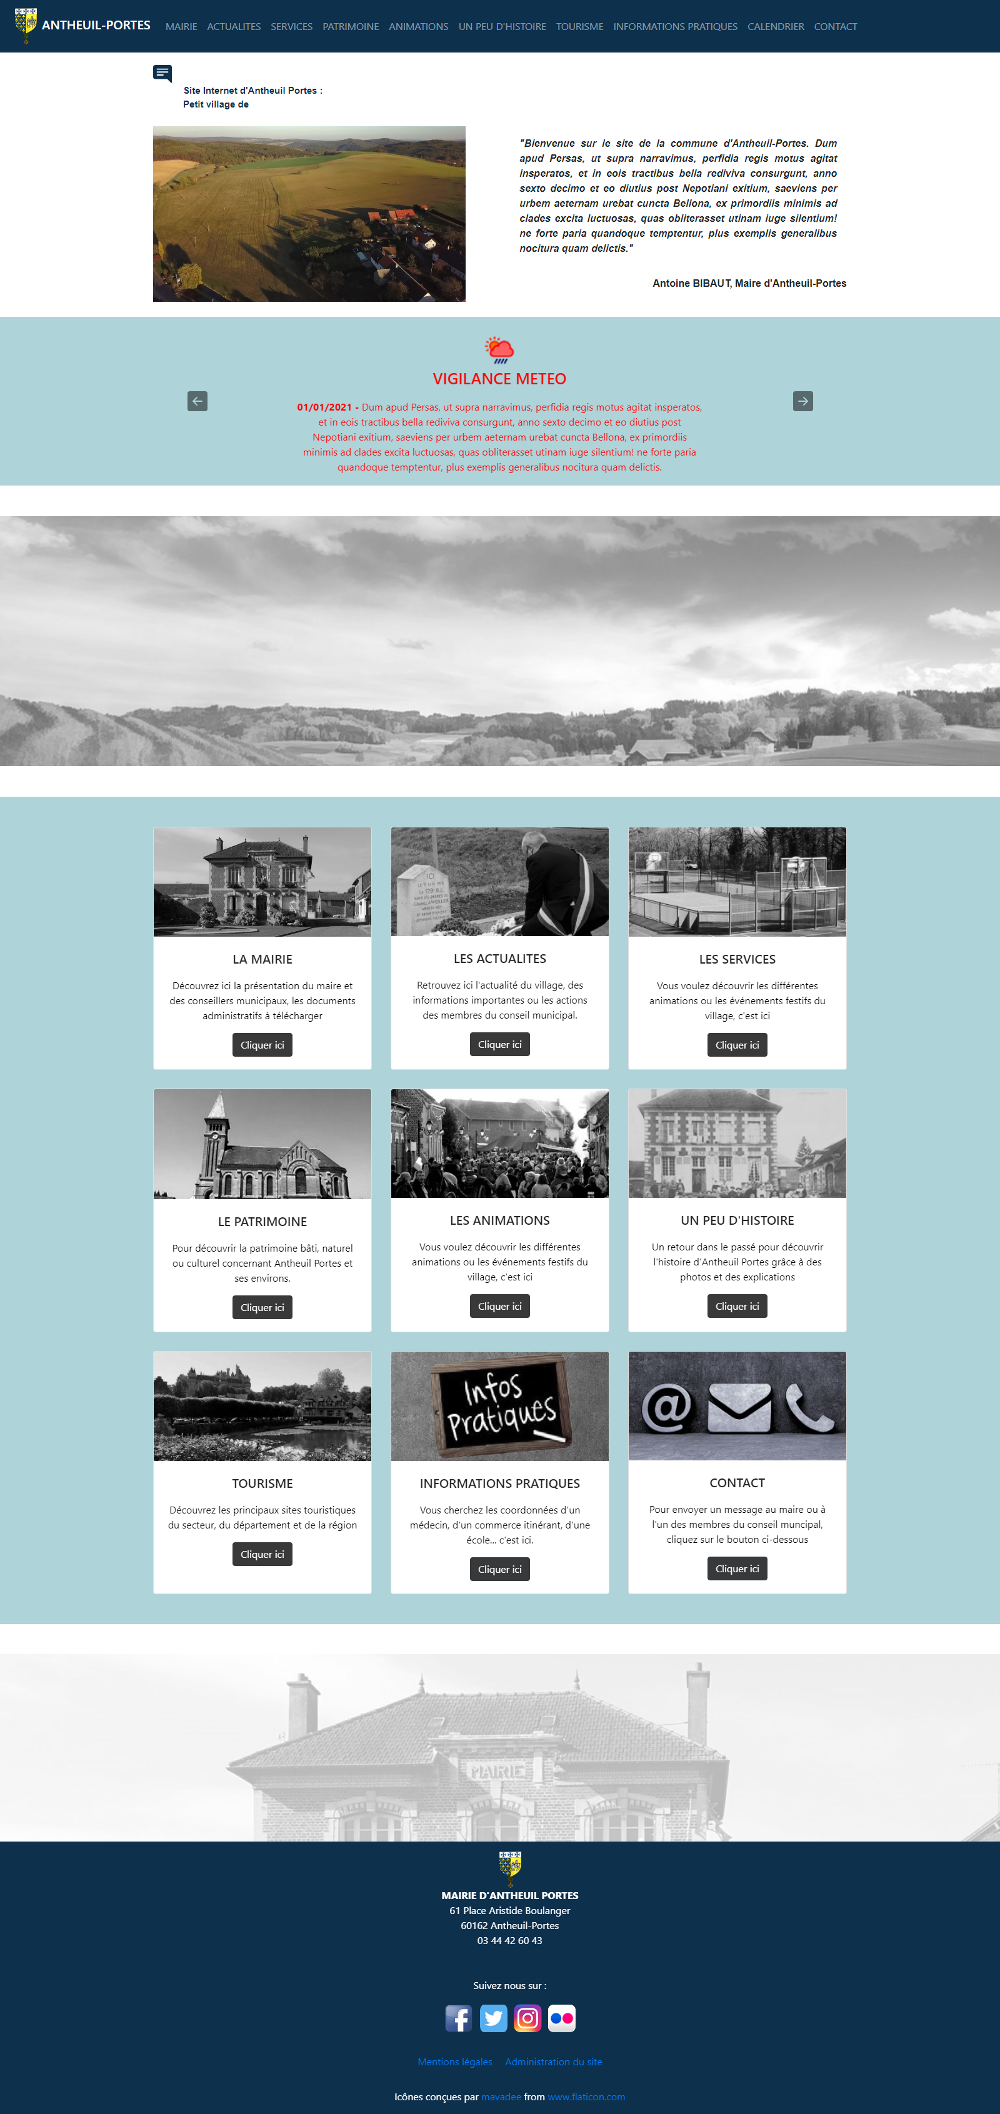 ANTHEUIL-PORTES MAIRIE ACTUALITES SERVICES PATRIMOINE ANIMATIONS UN PEU D'HISTOIRE TOURISME INFORMATIONS PRATIQUES CALENDRIER CONTACT
Site Internet d'Antheuil Portes :
Petit village de
"Bienvenue sur le site de la commune d'Antheuil-Portes. Dum
apud Persas, ut supra narravimus, perfidia regis motus agitat
insperatos, et in eois tractibus bella rediviva consurgunt, anno
sexto decimo et eo diutius post Nepotiani exitium, saeviens per
urbem aeternam urebat cuncta Bellona, ex primordiis minimis ad
clades excita luctuosas, quas obliterasset utinam iuge silentium!
ne forte paria quandoque temptentur, plus exemplis generalibus
nocitura quam delictis."
Antoine BIBAUT, Maire d'Antheuil-Portes
VIGILANCE METEO
01/01/2021 - Dum apud Persas, ut supra narravimus, perfidia regis motus agitat insperatos,
et in eois tractibus bella rediviva consurgunt, anno sexto decimo et eo diutius post
Nepotiani exitium, saeviens per urbem aeternam urebat cuncta Bellona, ex primordiis
minimis ad clades excita luctuosas, quas obliterasset utinam iuge silentium! ne forte paria
quandoque temptentur, plus exemplis generalibus nocitura quam delictis.
LA MAIRIE
Découvrez ici la présentation du maire et
des conseillers municipaux, les documents
administratifs à télécharger
Cliquer ici
ICI
LES ACTUALITES
Retrouvez ici l'actualité du village, des
informations importantes ou les actions
des membres du conseil municipal.
Cliquer ici
LES SERVICES
Vous voulez découvrir les différentes
animations ou les événements festifs du
village, c'est ici
Cliquer ici
LE PATRIMOINE
Pour découvrir la patrimoine bâti, naturel
ou culturel concernant Antheuil Portes et
ses environs.
Cliquer ici
LES ANIMATIONS
Vous voulez découvrir les différentes
animations ou les événements festifs du
village, c'est ici
Cliquer ici
UN PEU D'HISTOIRE
Un retour dans le passé pour découvrir
l'histoire d'Antheuil Portes grâce à des
photos et des explications
Cliquer ici
TOURISME
Découvrez les principaux sites touristiques
du secteur, du département et de la région
Cliquer ici
Infos
Pratiques
INFORMATIONS PRATIQUES
Vous cherchez les coordonnées d'un
médecin, d'un commerce itinérant, d'une
école... c'est ici.
Cliquer ici
@
CONTACT
Pour envoyer un message au maire ou à
l'un des membres du conseil muncipal,
cliquez sur le bouton ci-dessous
Cliquer ici
MAIRIE
MAIRIE D'ANTHEUIL PORTES
61 Place Aristide Boulanger
60162 Antheuil-Portes
03 44 42 60 43
Suivez nous sur :
Mentions légales Administration du site
Icônes conçues par mavadee from www.flaticon.com